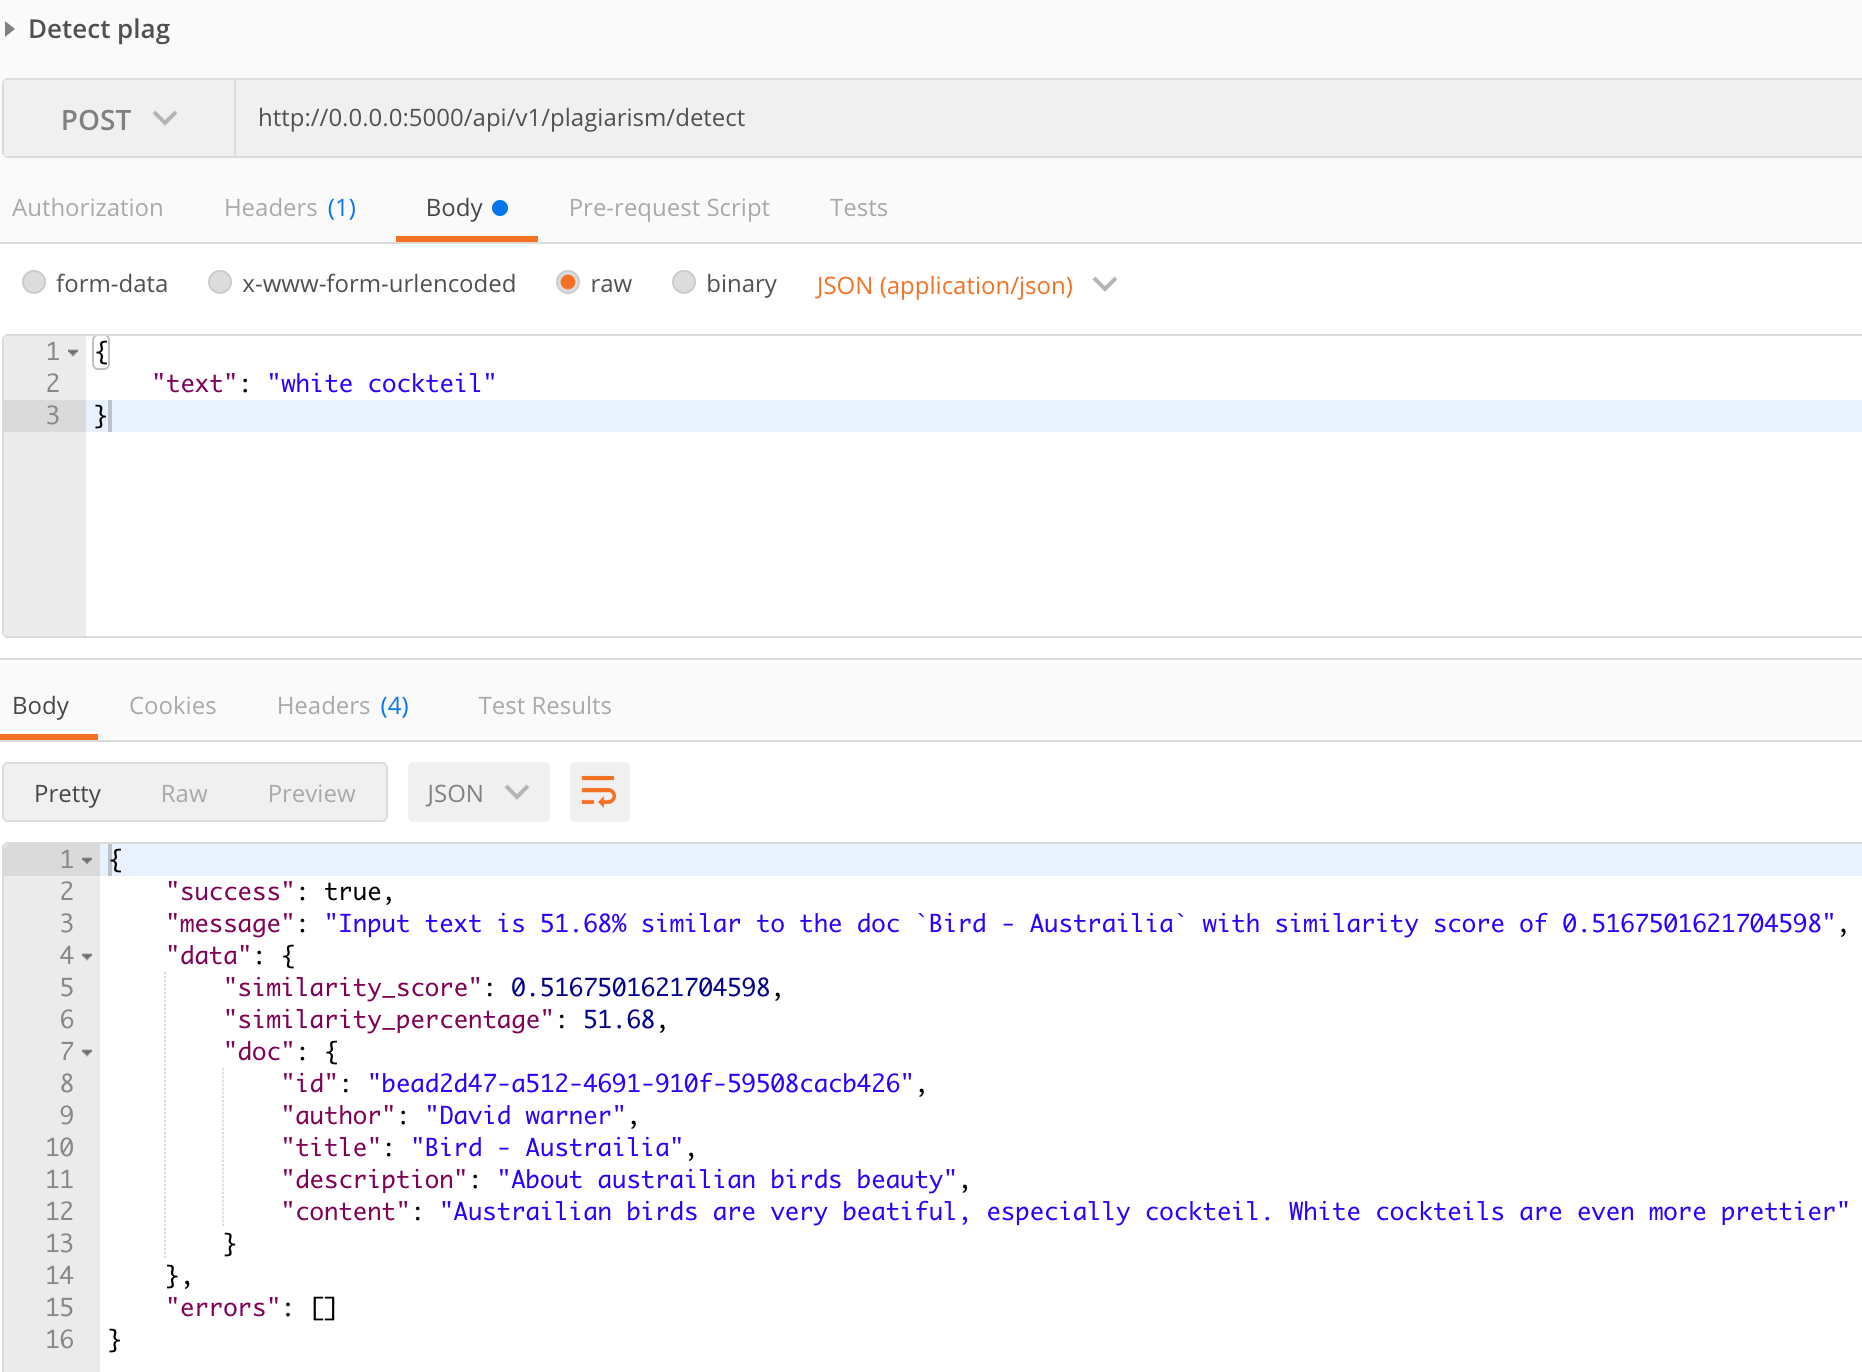 Detect plag
POST http://0.0.0.0:5000/api/v1/plagiarism/detect
Authorization Headers (1) Body Pre-request Script Tests
form-data x-www-form-urlencoded raw binary JSON (application/json)
1 {
2 "text": "white cockteil"
3 }
Body Cookies Headers (4) Test Results
Pretty Raw Preview JSON
1 {
2 "success": true,
3 "message": "Input text is 51.68% similar to the doc `Bird - Austrailia` with similarity score of 0.5167501621704598",
4 "data": {
5 "similarity_score": 0.5167501621704598,
6 "similarity_percentage": 51.68,
7 "doc": {
8 "id": "bead2d47-a512-4691-910f-59508cacb426",
9 "author": "David warner",
10 "title": "Bird - Austrailia",
11 "description": "About austrailian birds beauty",
12 "content": "Austrailian birds are very beatiful, especially cockteil. White cockteils are even more prettier"
13 }
14 },
15 "errors": []
16 }